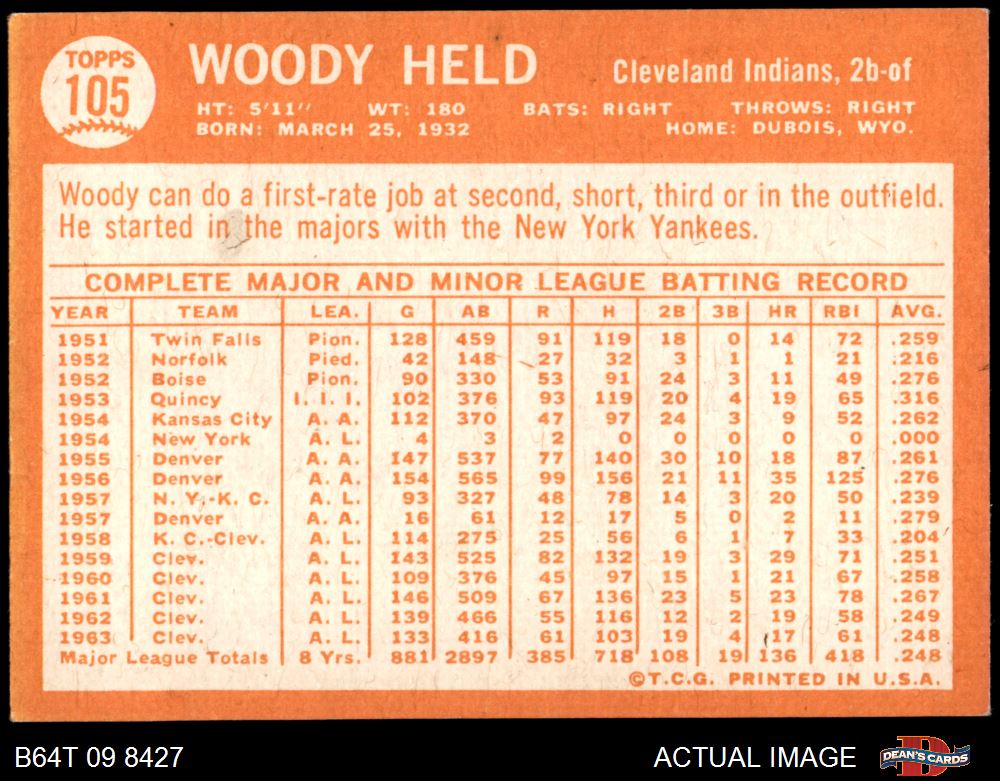 TOPPS
105
WOODY HELD
Cleveland Indians, 2b-of
HT: 5'11'' WT: 180 BATS: RIGHT THROWS: RIGHT
BORN: MARCH 25, 1932 HOME: DUBOIS, WYO.
Woody can do a first-rate job at second, short, third or in the outfield.
He started in the majors with the New York Yankees.
COMPLETE MAJOR AND MINOR LEAGUE BATTING RECORD
YEAR TEAM LEA. G AB R H 2B 3B HR RBI AVG.
1951 Twin Falls Pion. 128 459 91 119 18 0 14 72 .259
1952 Norfolk Pied. 42 148 27 32 3 1 1 21 .216
1952 Boise Pion. 90 330 53 91 24 3 11 49 .276
1953 Quincy I. I. I. 102 376 93 119 20 4 19 65 .316
1954 Kansas City A. A. 112 370 47 97 24 3 9 52 .262
1954 New York A. L. 4 3 2 0 0 0 0 0 .000
1955 Denver A. A. 147 537 77 140 30 10 18 87 .261
1956 Denver A. A. 154 565 99 156 21 11 35 125 .276
1957 N. Y.-K. C. A. L. 93 327 48 78 14 3 20 50 .239
1957 Denver A. A. 16 61 12 17 5 0 2 11 .279
1958 K. C.-Clev. A. L. 114 275 25 56 6 1 7 33 .204
1959 Clev. A. L. 143 525 82 132 19 3 29 71 .251
1960 Clev. A. L. 109 376 45 97 15 1 21 67 .258
1961 Clev. A. L. 146 509 67 136 23 5 23 78 .267
1962 Clev. A. L. 139 466 55 116 12 2 19 58 .249
1963 Clev. A. L. 133 416 61 103 19 4 17 61 .248
Major League Totals 8 Yrs. 881 2897 385 718 108 19 136 418 .248
©T.C.G. PRINTED IN U.S.A.
B64T 09 8427 ACTUAL IMAGE DEAN'S CARDS